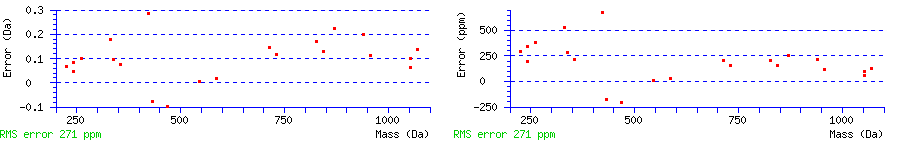 0.3
0.2
0.1
0
-0.1
Error (Da)
250 500 750 1000
RMS error 271 ppm Mass (Da)
500
250
0
-250
Error (ppm)
250 500 750 1000
RMS error 271 ppm Mass (Da)